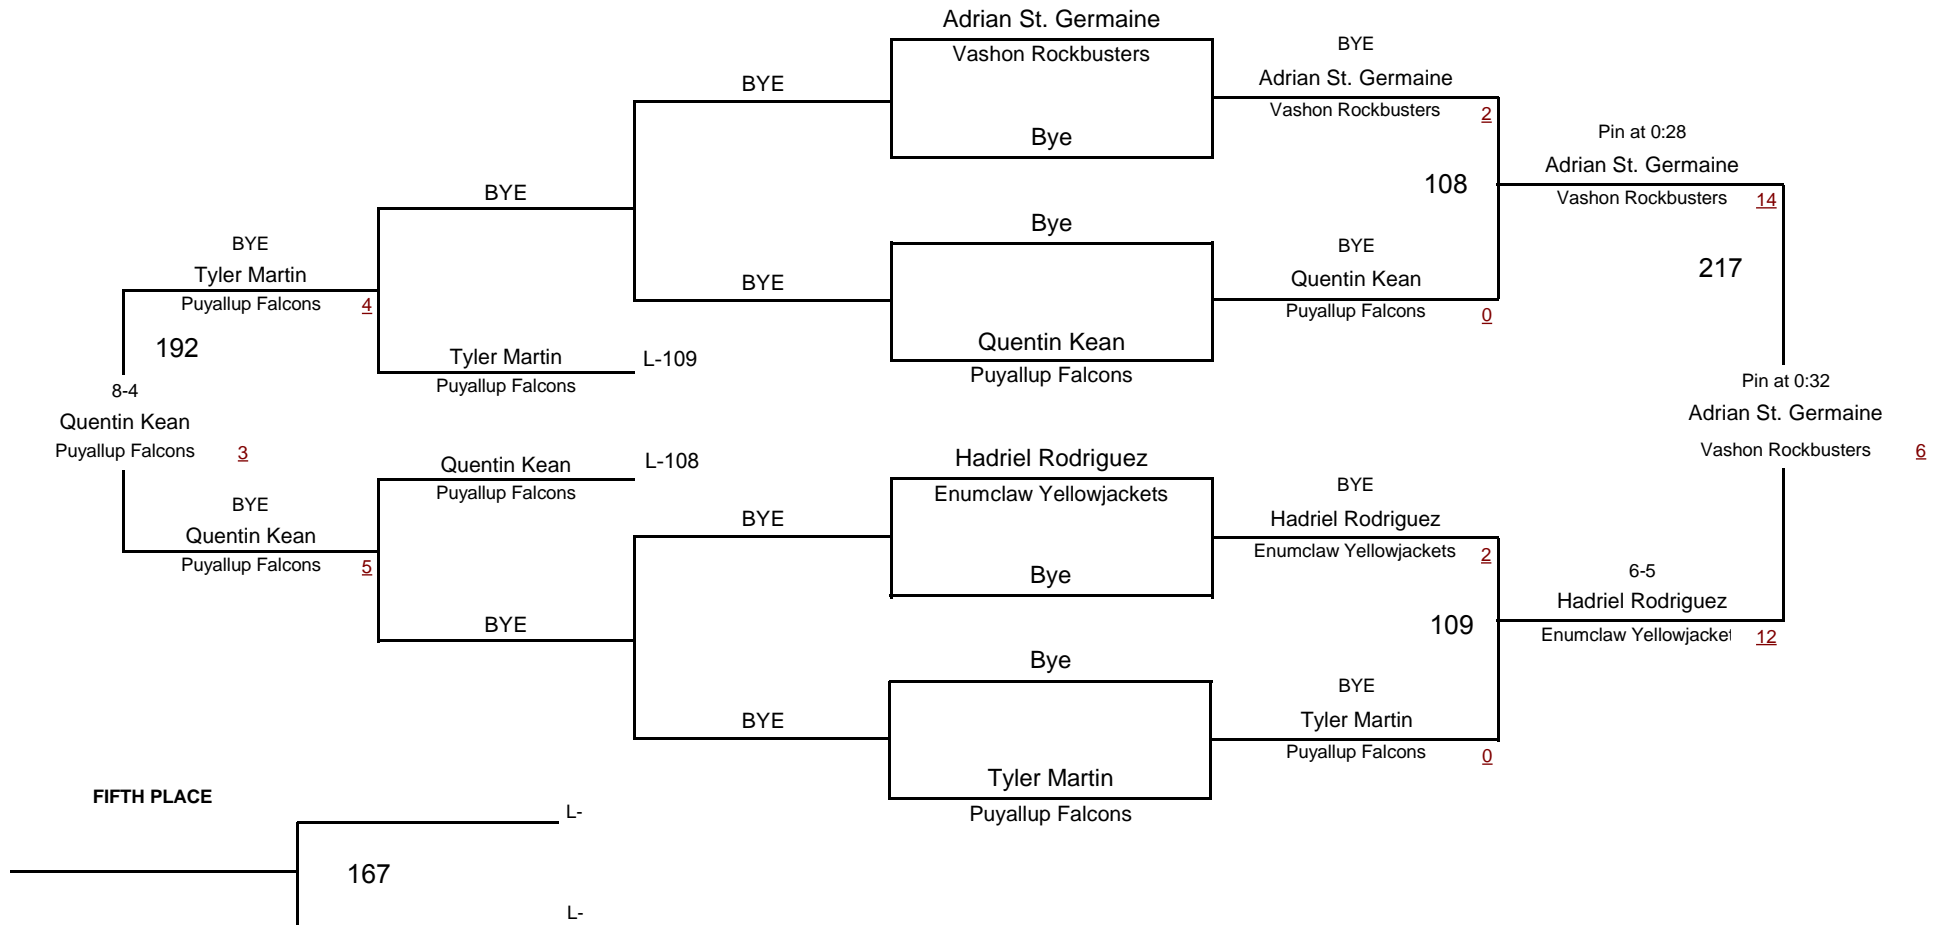 Adrian St. Germaine
Vashon Rockbusters
BYE
BYE
Adrian St. Germaine
Vashon Rockbusters 2
Bye
Pin at 0:28
Adrian St. Germaine
Vashon Rockbusters 14
108
BYE
Bye
BYE
Tyler Martin
Puyallup Falcons 4
BYE
BYE
Quentin Kean
Puyallup Falcons 0
217
192
Quentin Kean
Puyallup Falcons
Tyler Martin L-109
Puyallup Falcons
8-4
Quentin Kean
Puyallup Falcons 3
Pin at 0:32
Adrian St. Germaine
Vashon Rockbusters 6
Quentin Kean L-108
Puyallup Falcons
Hadriel Rodriguez
Enumclaw Yellowjackets
BYE
Quentin Kean
Puyallup Falcons 5
BYE
BYE
Hadriel Rodriguez
Enumclaw Yellowjackets 2
Bye
6-5
Hadriel Rodriguez
Enumclaw Yellowjacket 12
BYE
109
Bye
BYE
BYE
Tyler Martin
Puyallup Falcons 0
Tyler Martin
Puyallup Falcons
FIFTH PLACE
L-
167
L-